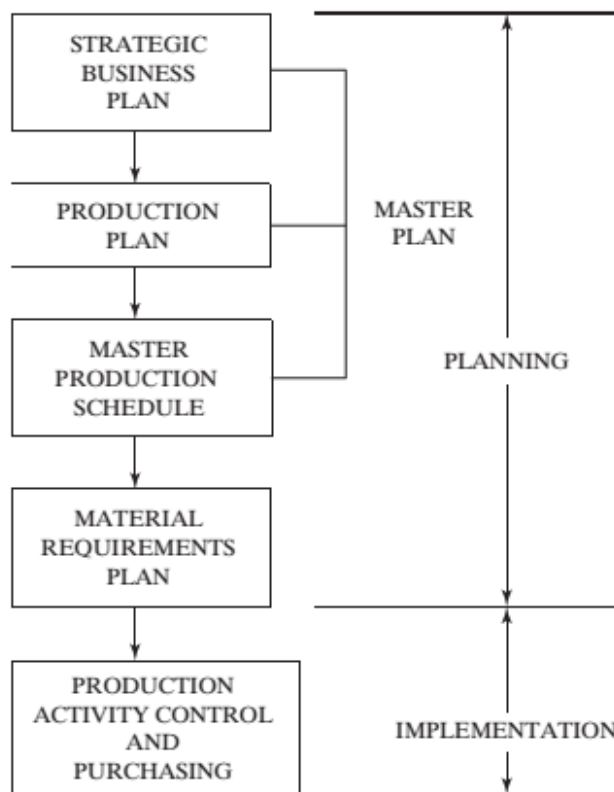 STRATEGIC
BUSINESS
PLAN
PRODUCTION
PLAN
MASTER
PLAN
MASTER
PRODUCTION
SCHEDULE
PLANNING
MATERIAL
REQUIREMENTS
PLAN
PRODUCTION
ACTIVITY CONTROL
AND
PURCHASING
IMPLEMENTATION